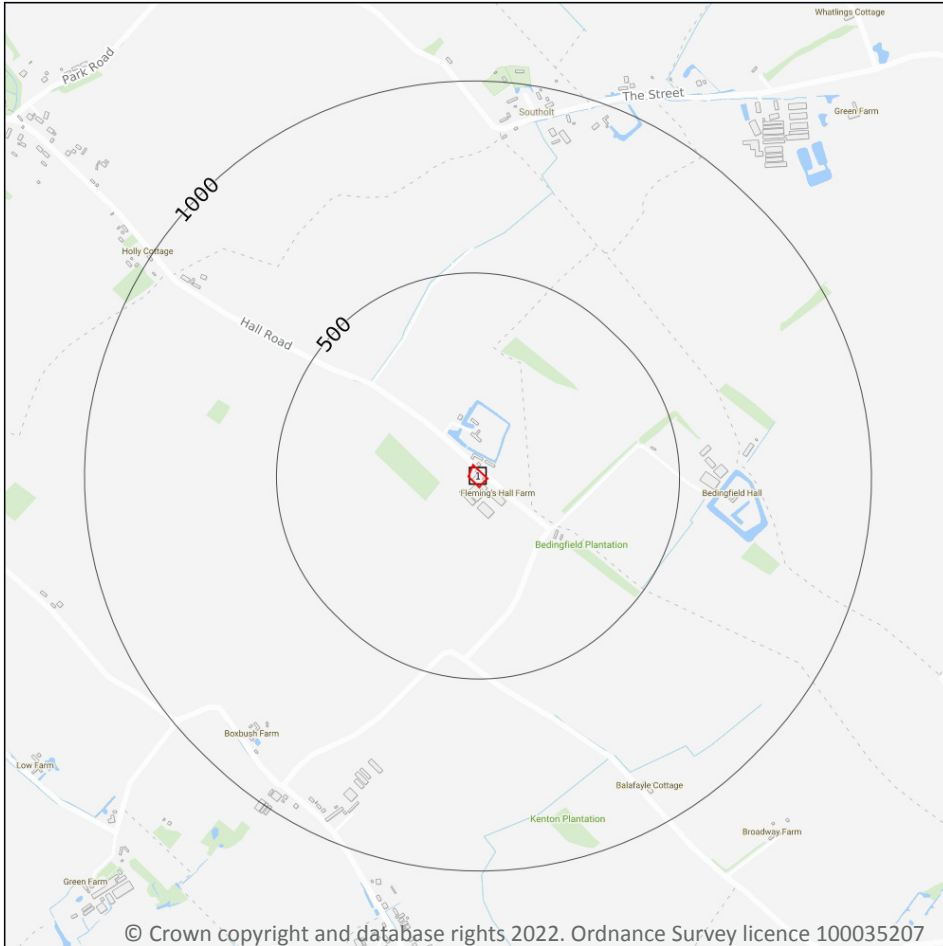 Whatlings Cottage
Park Road
The Street
Southolt
Green Farm
1000
Holly Cottage
500
Hall Road
1
Fleming's Hall Farm
Bedingfield Hall
Bedingfield Plantation
Boxbush Farm
Low Farm
Balafayle Cottage
Kenton Plantation
Broadway Farm
Green Farm
© Crown copyright and database rights 2022. Ordnance Survey licence 100035207